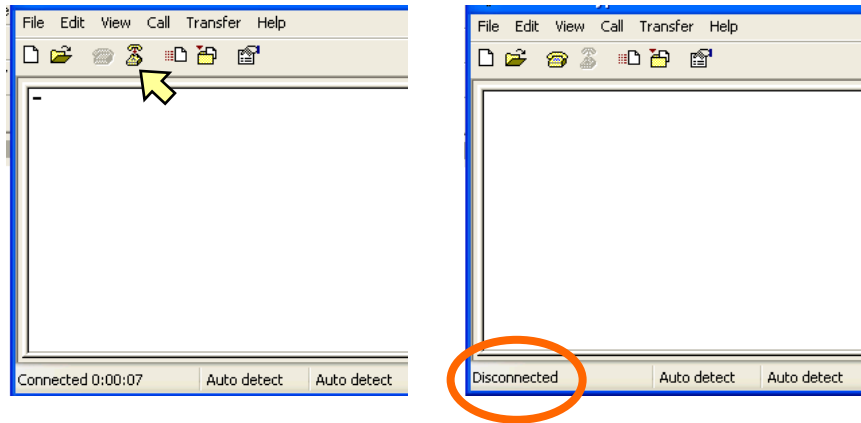 File Edit View Call Transfer Help
Connected 0:00:07 Auto detect Auto detect
File Edit View Call Transfer Help
Disconnected Auto detect Auto detect